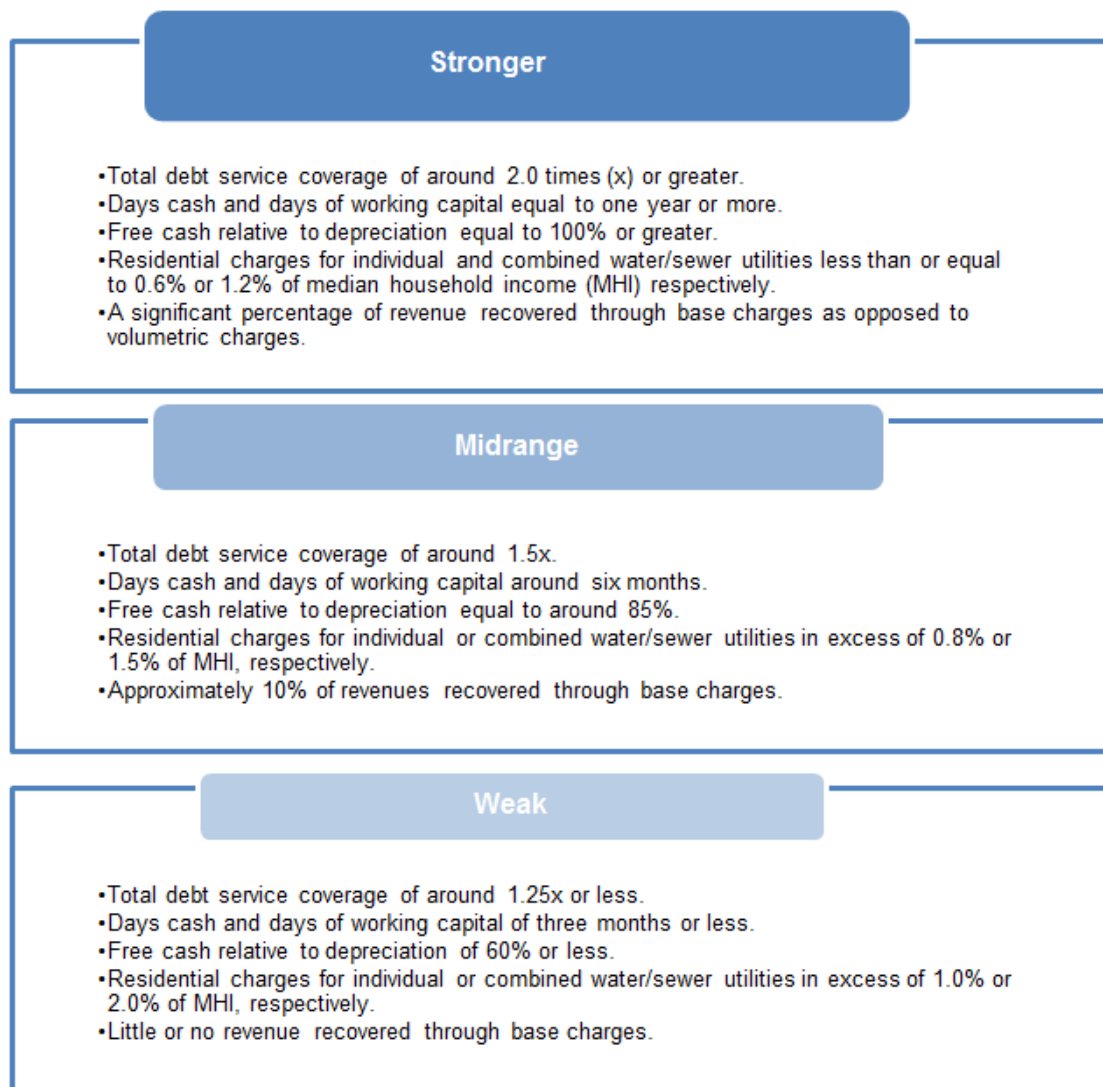 Stronger
•Total debt service coverage of around 2.0 times (x) or greater.
•Days cash and days of working capital equal to one year or more.
•Free cash relative to depreciation equal to 100% or greater.
•Residential charges for individual and combined water/sewer utilities less than or equal
to 0.6% or 1.2% of median household income (MHI) respectively.
•A significant percentage of revenue recovered through base charges as opposed to
volumetric charges.
Midrange
•Total debt service coverage of around 1.5x.
•Days cash and days of working capital around six months.
•Free cash relative to depreciation equal to around 85%.
•Residential charges for individual or combined water/sewer utilities in excess of 0.8% or
1.5% of MHI, respectively.
•Approximately 10% of revenues recovered through base charges.
Weak
•Total debt service coverage of around 1.25x or less.
•Days cash and days of working capital of three months or less.
•Free cash relative to depreciation of 60% or less.
•Residential charges for individual or combined water/sewer utilities in excess of 1.0% or
2.0% of MHI, respectively.
•Little or no revenue recovered through base charges.